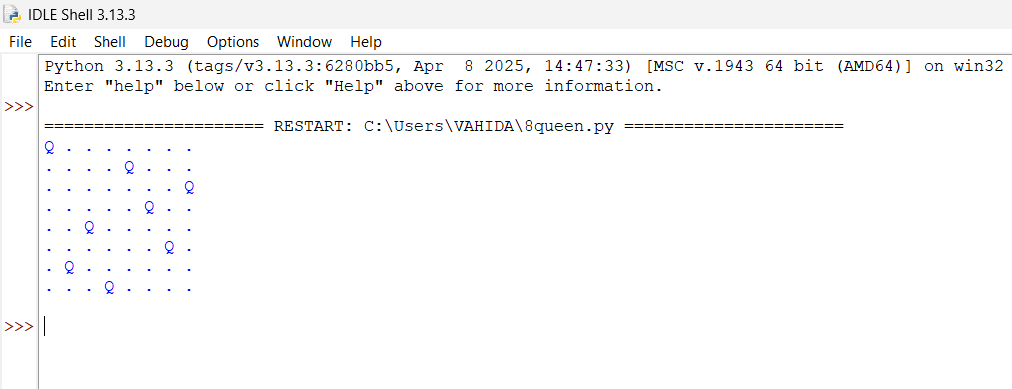 IDLE Shell 3.13.3
File Edit Shell Debug Options Window Help
Python 3.13.3 (tags/v3.13.3:6280bb5, Apr  8 2025, 14:47:33) [MSC v.1943 64 bit (AMD64)] on win32
Enter "help" below or click "Help" above for more information.
>>>
====================== RESTART: C:\Users\VAHIDA\8queen.py ======================
Q . . . . . . .
. . . . Q . . .
. . . . . . . Q
. . . . . Q . .
. . Q . . . . .
. . . . . . Q .
. Q . . . . . .
. . . Q . . . .
>>>